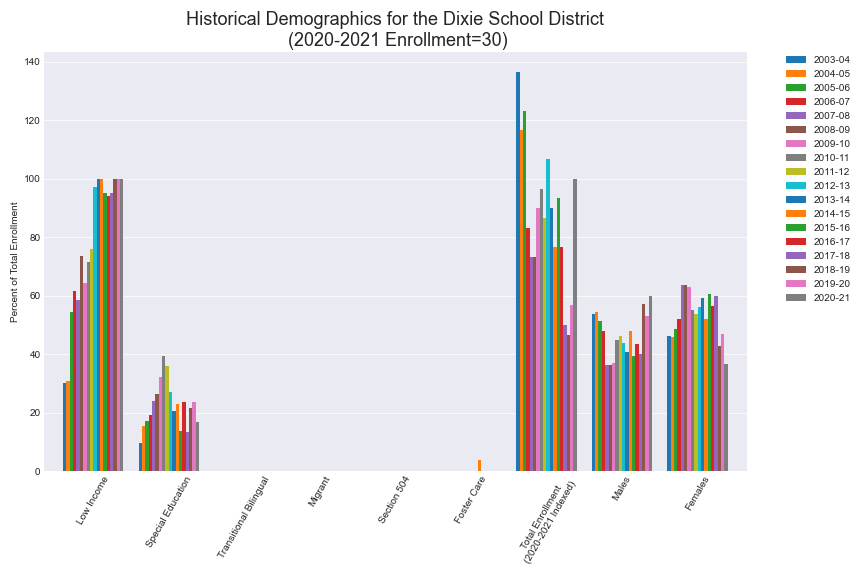 Historical Demographics for the Dixie School District
(2020-2021 Enrollment=30)
Percent of Total Enrollment
140
120
100
80
60
40
20
0
Low Income
Special Education
Transitional Bilingual
Migrant
Section 504
Foster Care
Total Enrollment
(2020-2021 Indexed)
Males
Females
2003-04
2004-05
2005-06
2006-07
2007-08
2008-09
2009-10
2010-11
2011-12
2012-13
2013-14
2014-15
2015-16
2016-17
2017-18
2018-19
2019-20
2020-21